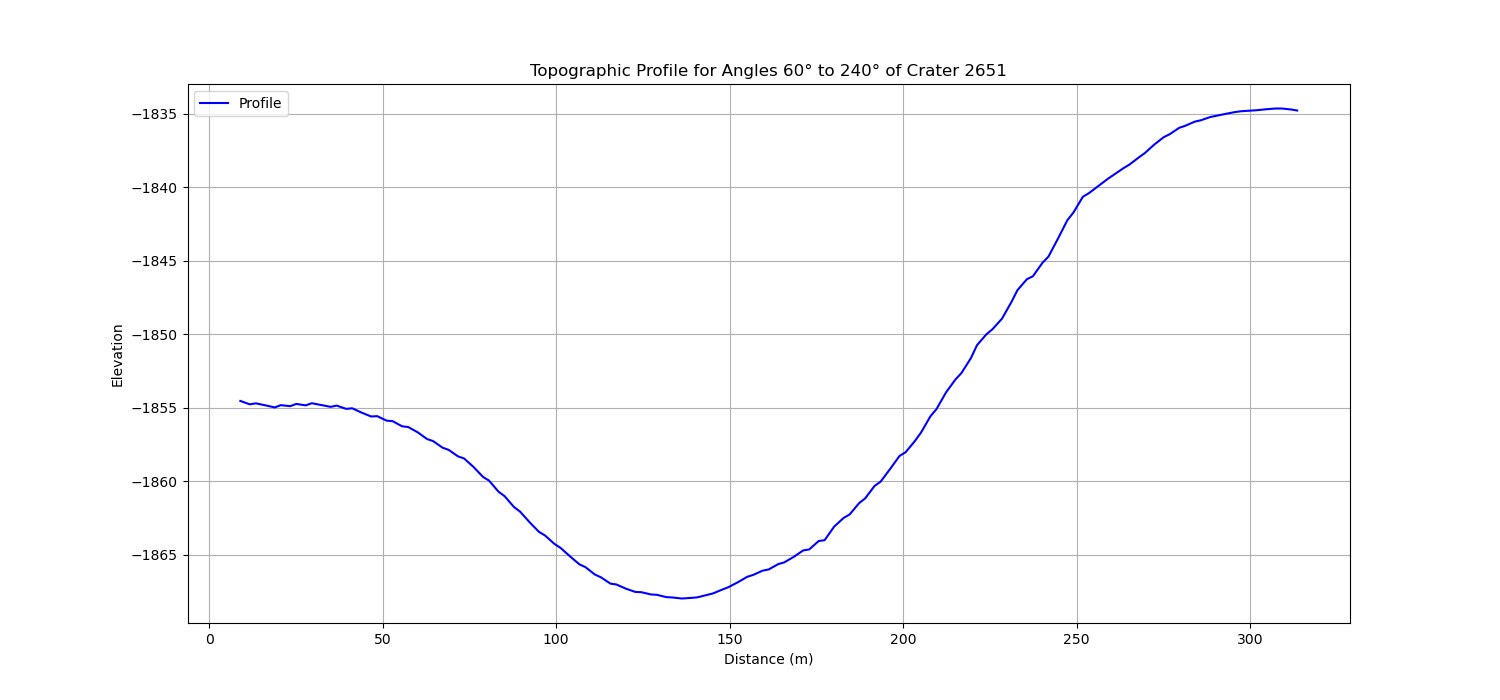 Topographic Profile for Angles 60° to 240° of Crater 2651
Profile
−1835
−1840
−1845
−1850
−1855
−1860
−1865
Elevation
0 50 100 150 200 250 300
Distance (m)